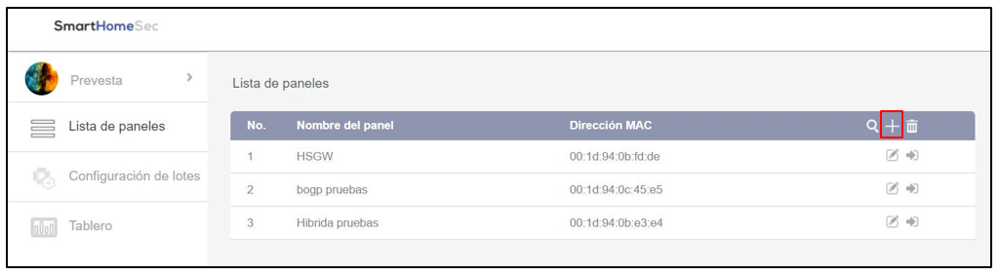 SmartHomeSec
Prevesta
Lista de paneles
Configuración de lotes
Tablero
Lista de paneles
No. Nombre del panel Dirección MAC
1 HSGW 00:1d:94:0b:fd:de
2 bogp pruebas 00:1d:94:0c:45:e5
3 Hibrida pruebas 00:1d:94:0b:e3:e4